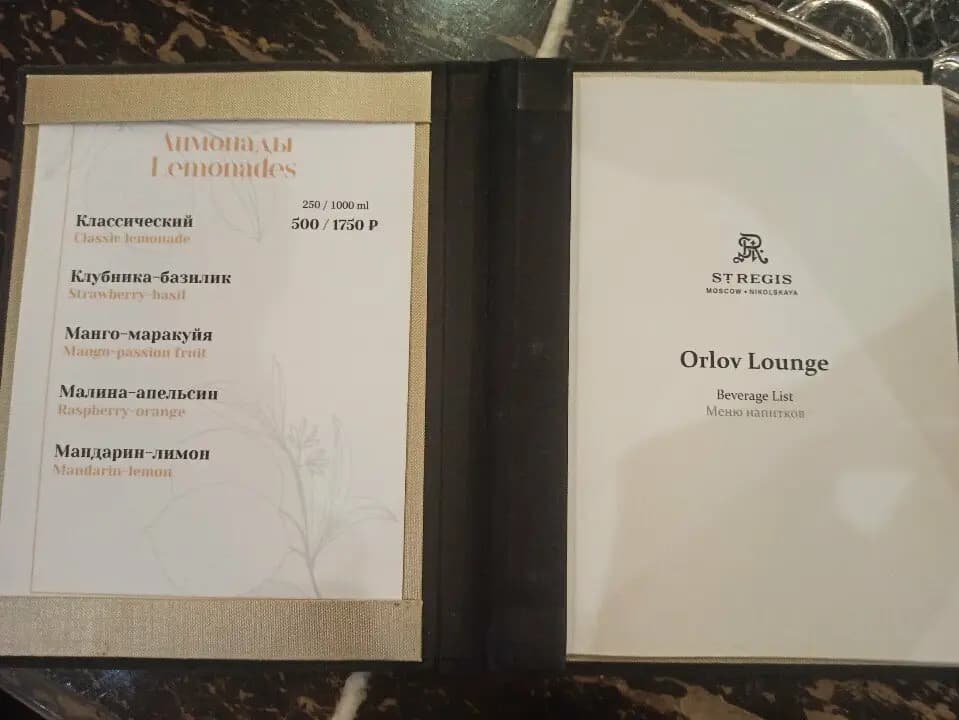 Лимонады
Lemonades
250 / 1000 ml
Классический
500 / 1750 ₽
Classic lemonade
Клубника-базилик
Strawberry-basil
Манго-маракуйя
Mango-passion fruit
Малина-апельсин
Raspberry-orange
Мандарин-лимон
Mandarin-lemon
ST REGIS
MOSCOW • NIKOLSKAYA
Orlov Lounge
Beverage List
Меню напитков